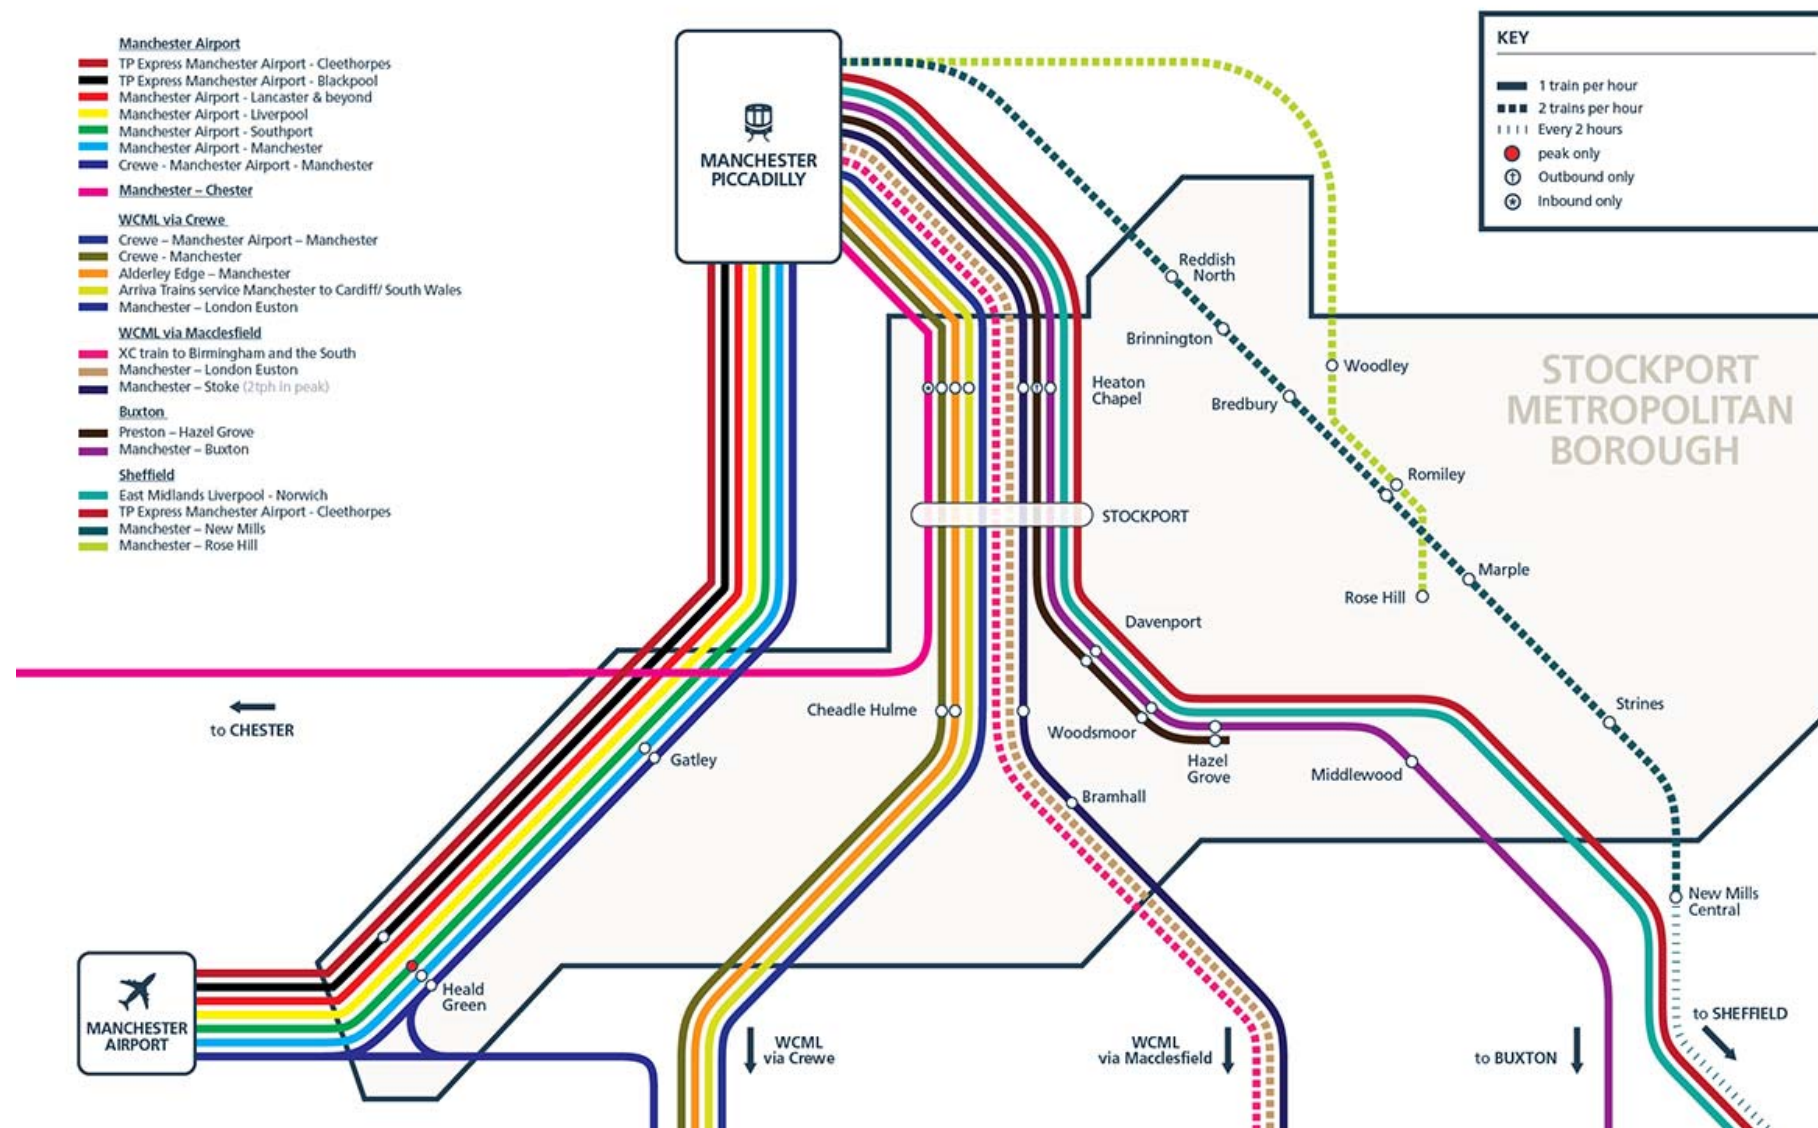 Manchester Airport
TP Express Manchester Airport - Cleethorpes
TP Express Manchester Airport - Blackpool
Manchester Airport - Lancaster & beyond
Manchester Airport - Liverpool
Manchester Airport - Southport
Manchester Airport - Manchester
Crewe - Manchester Airport - Manchester
Manchester – Chester
WCML via Crewe
Crewe – Manchester Airport – Manchester
Crewe - Manchester
Alderley Edge – Manchester
Arriva Trains service Manchester to Cardiff/ South Wales
Manchester – London Euston
WCML via Macclesfield
XC train to Birmingham and the South
Manchester – London Euston
Manchester – Stoke (2tph in peak)
Buxton
Preston – Hazel Grove
Manchester – Buxton
Sheffield
East Midlands Liverpool - Norwich
TP Express Manchester Airport - Cleethorpes
Manchester – New Mills
Manchester – Rose Hill
MANCHESTER
PICCADILLY
KEY
1 train per hour
2 trains per hour
Every 2 hours
peak only
Outbound only
Inbound only
Reddish
North
Brinnington
Woodley
Heaton
Chapel
Bredbury
STOCKPORT
METROPOLITAN
BOROUGH
Romiley
STOCKPORT
Marple
Rose Hill
Davenport
Strines
Cheadle Hulme
to CHESTER
Woodsmoor
Gatley
Hazel
Grove
Middlewood
Bramhall
New Mills
Central
Heald
Green
MANCHESTER
AIRPORT
WCML
via Crewe
WCML
via Macclesfield
to BUXTON
to SHEFFIELD